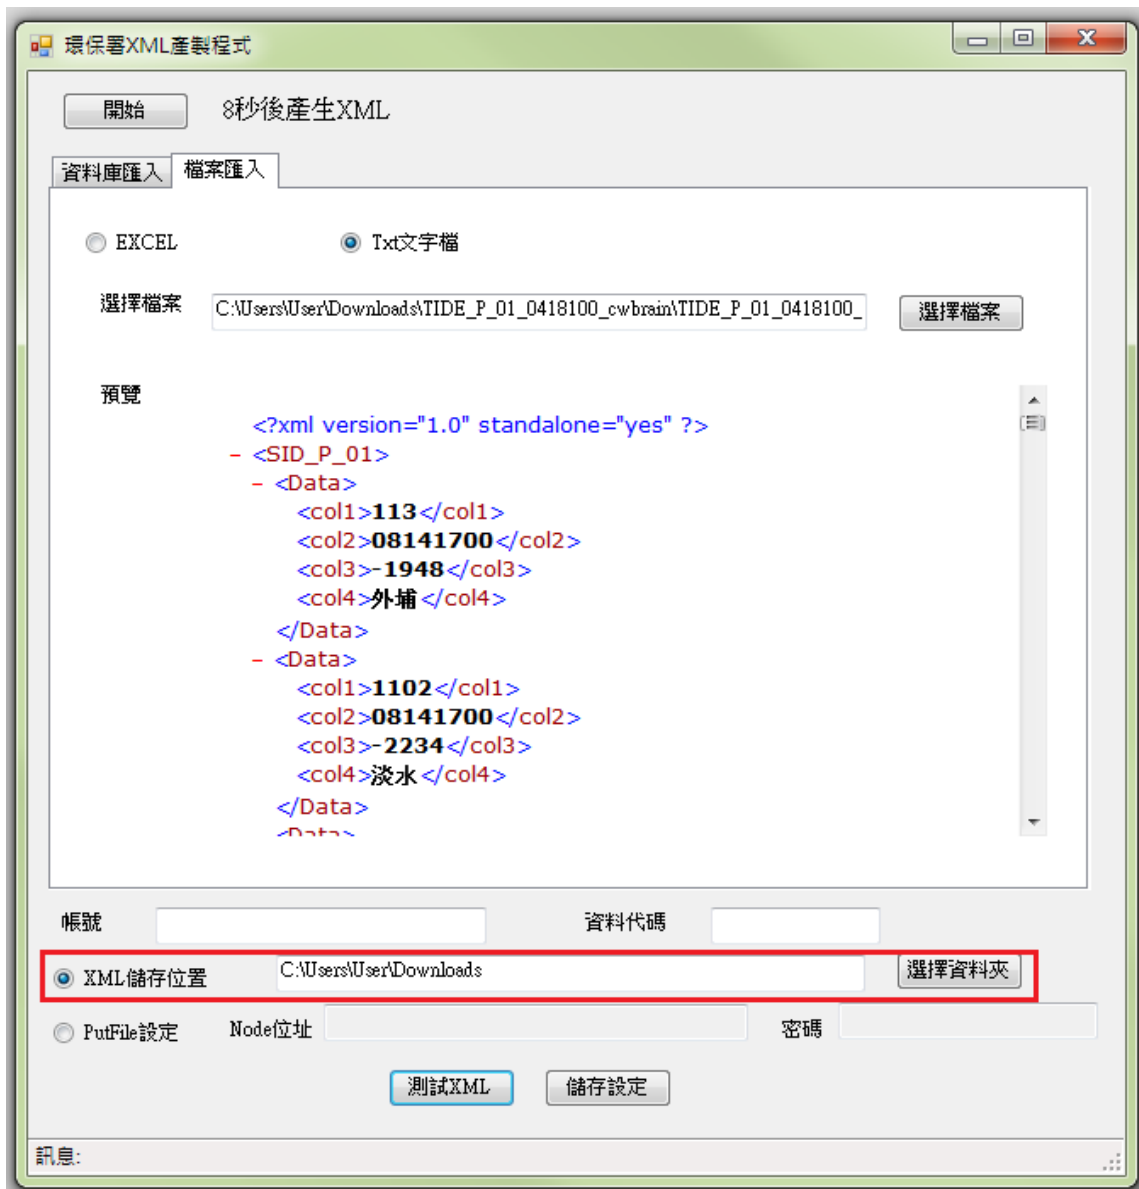 環保署XML產製程式
開始 8秒後產生XML
資料庫匯入 檔案匯入
EXCEL Txt文字檔
選擇檔案 C:\Users\User\Downloads\TIDE_P_01_0418100_cwbrain\TIDE_P_01_0418100_ 選擇檔案
預覽
<?xml version="1.0" standalone="yes" ?>
- <SID_P_01>
- <Data>
<col1>113</col1>
<col2>08141700</col2>
<col3>-1948</col3>
<col4>外埔</col4>
</Data>
- <Data>
<col1>1102</col1>
<col2>08141700</col2>
<col3>-2234</col3>
<col4>淡水</col4>
</Data>
<Data>
帳號 資料代碼
XML儲存位置 C:\Users\User\Downloads 選擇資料夾
PutFile設定 Node位址 密碼
測試XML 儲存設定
訊息: